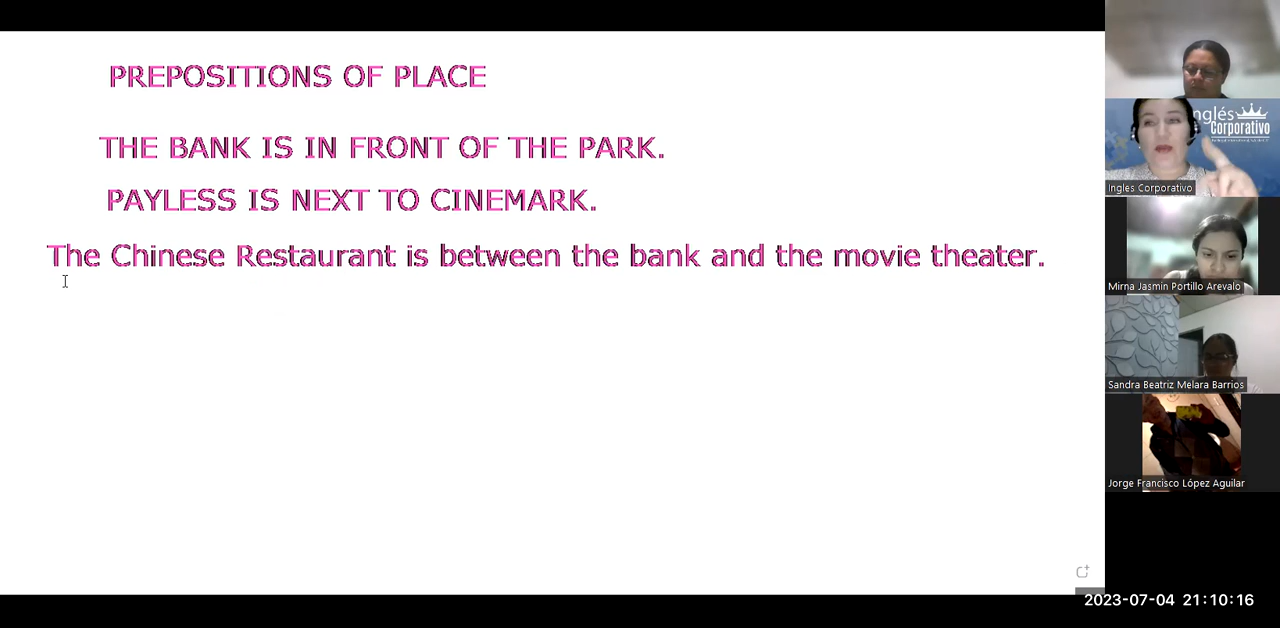 PREPOSITIONS OF PLACE
THE BANK IS IN FRONT OF THE PARK.
PAYLESS IS NEXT TO CINEMARK.
The Chinese Restaurant is between the bank and the movie theater.
Inglés
Corporativo
Ingles Corporativo
Mirna Jasmin Portillo Arevalo
Sandra Beatriz Melara Barrios
Jorge Francisco López Aguilar
2023-07-04 21:10:16